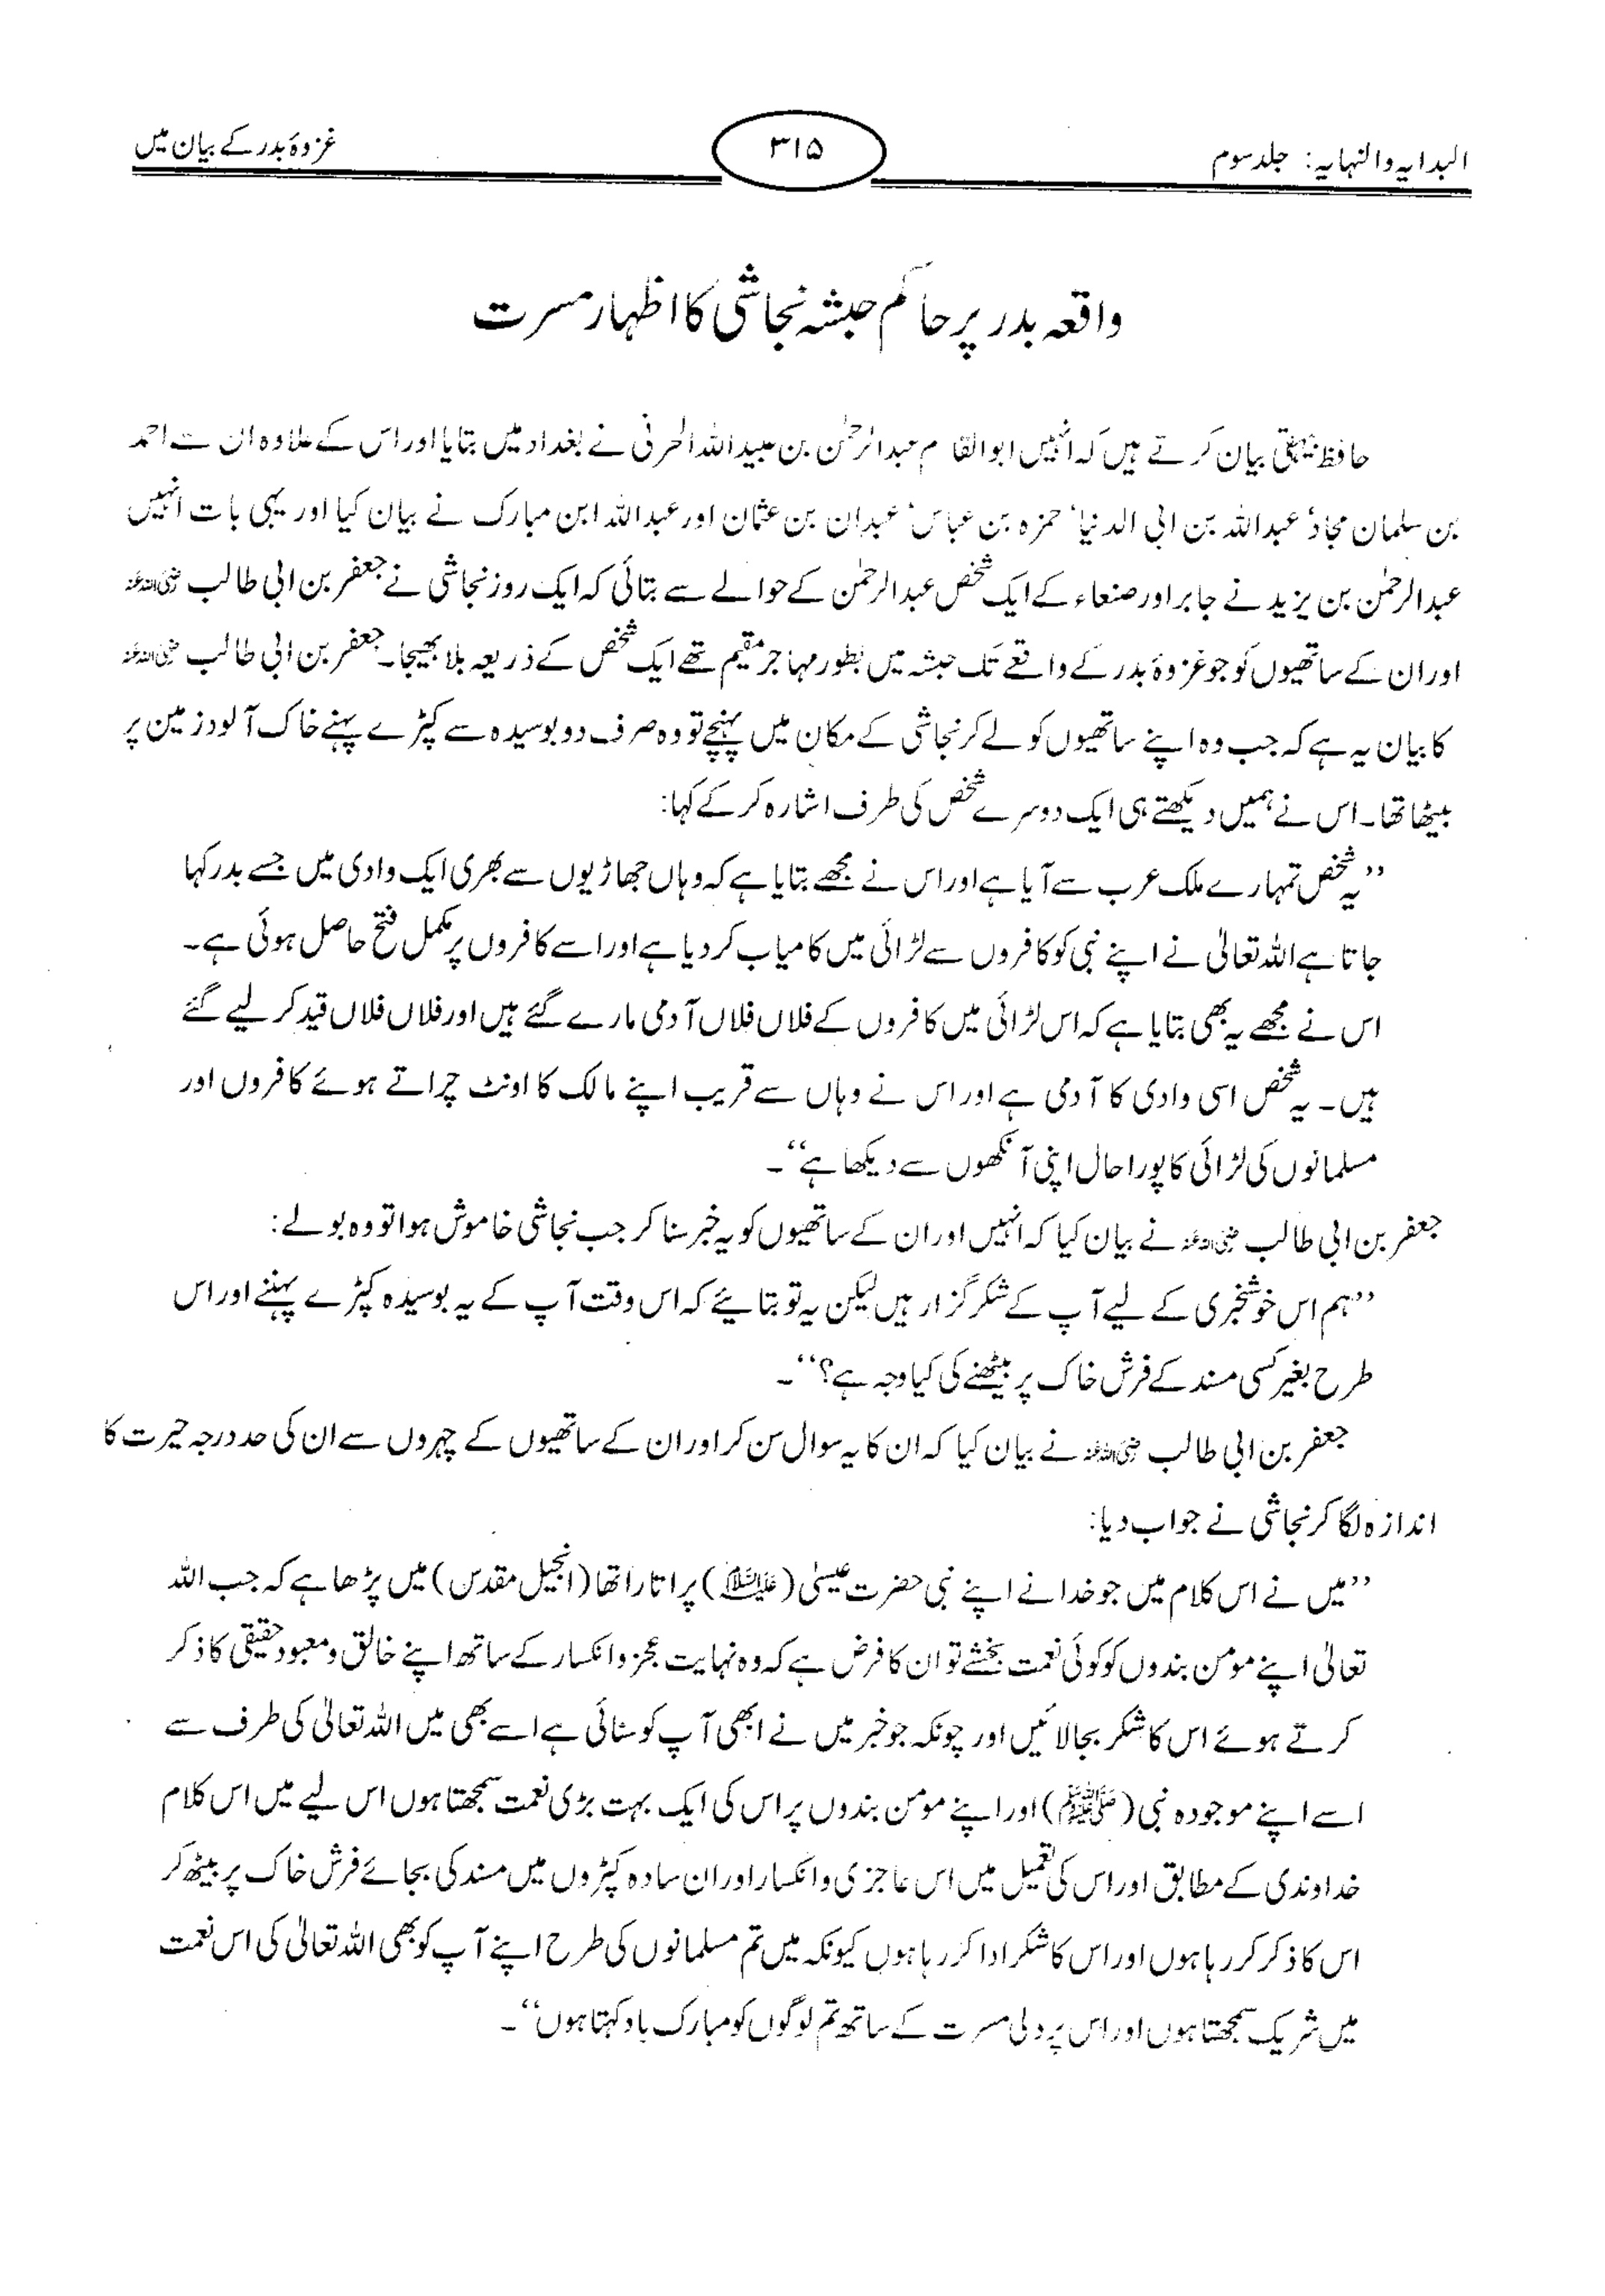 البدایہ والنہایہ: جلد سوم
۳۱۵
غزوۂ بدر کے بیان میں
واقعہ بدر پر حاکم حبشہ نجاشی کا اظہار مسرت
حافظ بیہقی بیان کرتے ہیں کہ انہیں ابوالقاسم عبدالرحمٰن بن عبیداللہ الحرفی نے بغداد میں بتایا اور اس کے علاوہ ان سے احمد
بن سلمان مجاد' عبداللہ بن ابی الدنیا' حمزہ بن عباس' عبدان بن عثمان اور عبداللہ ابن مبارک نے بیان کیا اور یہی بات انہیں
عبدالرحمٰن بن یزید نے جابر اور صنعاء کے ایک شخص عبدالرحمٰن کے حوالے سے بتائی کہ ایک روز نجاشی نے جعفر بن ابی طالب رضی اللہ عنہ
اور ان کے ساتھیوں کو جو غزوۂ بدر کے واقعے تک حبشہ میں بطور مہاجر مقیم تھے ایک شخص کے ذریعہ بلا بھیجا۔ جعفر بن ابی طالب رضی اللہ عنہ
کا بیان یہ ہے کہ جب وہ اپنے ساتھیوں کو لے کر نجاشی کے مکان میں پہنچے تو وہ صرف دو بوسیدہ سے کپڑے پہنے خاک آلود زمین پر
بیٹھا تھا۔ اس نے ہمیں دیکھتے ہی ایک دوسرے شخص کی طرف اشارہ کر کے کہا:
''یہ شخص تمہارے ملک عرب سے آیا ہے اور اس نے مجھے بتایا ہے کہ وہاں جھاڑیوں سے بھری ایک وادی میں جسے بدر کہا
جاتا ہے اللہ تعالیٰ نے اپنے نبی کو کافروں سے لڑائی میں کامیاب کر دیا ہے اور اسے کافروں پر مکمل فتح حاصل ہوئی ہے۔
اس نے مجھے یہ بھی بتایا ہے کہ اس لڑائی میں کافروں کے فلاں فلاں آدمی مارے گئے ہیں اور فلاں فلاں قید کر لیے گئے
ہیں۔ یہ شخص اسی وادی کا آدمی ہے اور اس نے وہاں سے قریب اپنے مالک کا اونٹ چراتے ہوئے کافروں اور
مسلمانوں کی لڑائی کا پورا حال اپنی آنکھوں سے دیکھا ہے''۔
جعفر بن ابی طالب رضی اللہ عنہ نے بیان کیا کہ انہیں اور ان کے ساتھیوں کو یہ خبر سنا کر جب نجاشی خاموش ہوا تو وہ بولے:
''ہم اس خوشخبری کے لیے آپ کے شکر گزار ہیں لیکن یہ تو بتایئے کہ اس وقت آپ کے یہ بوسیدہ کپڑے پہننے اور اس
طرح بغیر کسی مسند کے فرش خاک پر بیٹھنے کی کیا وجہ ہے؟''۔
جعفر بن ابی طالب رضی اللہ عنہ نے بیان کیا کہ ان کا یہ سوال سن کر اور ان کے ساتھیوں کے چہروں سے ان کی حد درجہ حیرت کا
اندازہ لگا کر نجاشی نے جواب دیا:
''میں نے اس کلام میں جو خدا نے اپنے نبی حضرت عیسیٰ (علیہ السلام) پر اتارا تھا (انجیل مقدس) میں پڑھا ہے کہ جب اللہ
تعالیٰ اپنے مومن بندوں کو کوئی نعمت بخشے تو ان کا فرض ہے کہ وہ نہایت عجز و انکسار کے ساتھ اپنے خالق و معبود حقیقی کا ذکر
کرتے ہوئے اس کا شکر بجا لائیں اور چونکہ جو خبر میں نے ابھی آپ کو سنائی ہے اسے بھی میں اللہ تعالیٰ کی طرف سے
اسے اپنے موجودہ نبی (صلی اللہ علیہ وسلم) اور اپنے مومن بندوں پر اس کی ایک بہت بڑی نعمت سمجھتا ہوں اس لیے میں اس کلام
خداوندی کے مطابق اور اس کی تعمیل میں اس عاجزی و انکسار اور ان سادہ کپڑوں میں مسند کی بجائے فرش خاک پر بیٹھ کر
اس کا ذکر کر رہا ہوں اور اس کا شکر ادا کر رہا ہوں کیونکہ میں تم مسلمانوں کی طرح اپنے آپ کو بھی اللہ تعالیٰ کی اس نعمت
میں شریک سمجھتا ہوں اور اس پر دلی مسرت کے ساتھ تم لوگوں کو مبارک باد کہتا ہوں''۔